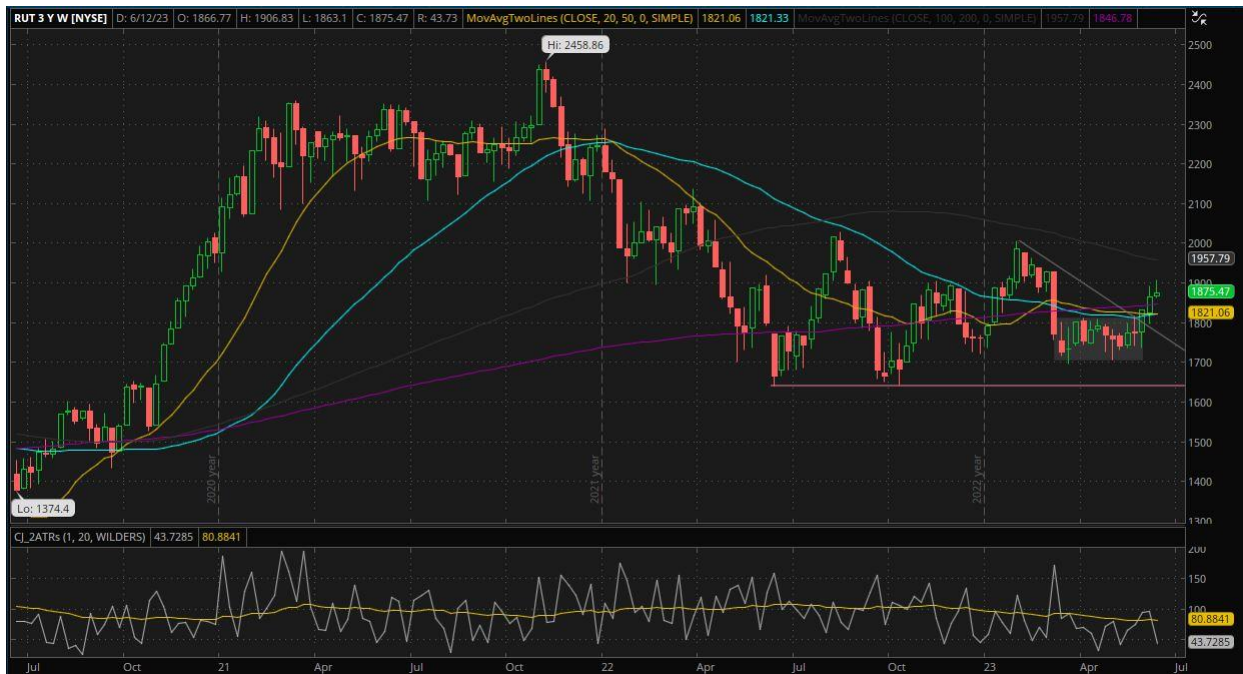 RUT 3 Y W [NYSE] D: 6/12/23 O: 1866.77 H: 1906.83 L: 1863.1 C: 1875.47 R: 43.73 MovAvgTwoLines (CLOSE, 20, 50, 0, SIMPLE) 1821.06 1821.33 MovAvgTwoLines (CLOSE, 100, 200, 0, SIMPLE) 1957.79 1846.78
Hi: 2458.86
2500
2400
2300
2200
2100
2000
1957.79
1900
1875.47
1821.06
1800
1700
1600
1500
1400
1300
2020 year
2021 year
2022 year
Lo: 1374.4
CJ_2ATRs (1, 20, WILDERS) 43.7285 80.8841
200
150
100
80.8841
43.7285
Jul Oct 21 Apr Jul Oct 22 Apr Jul Oct 23 Apr Jul